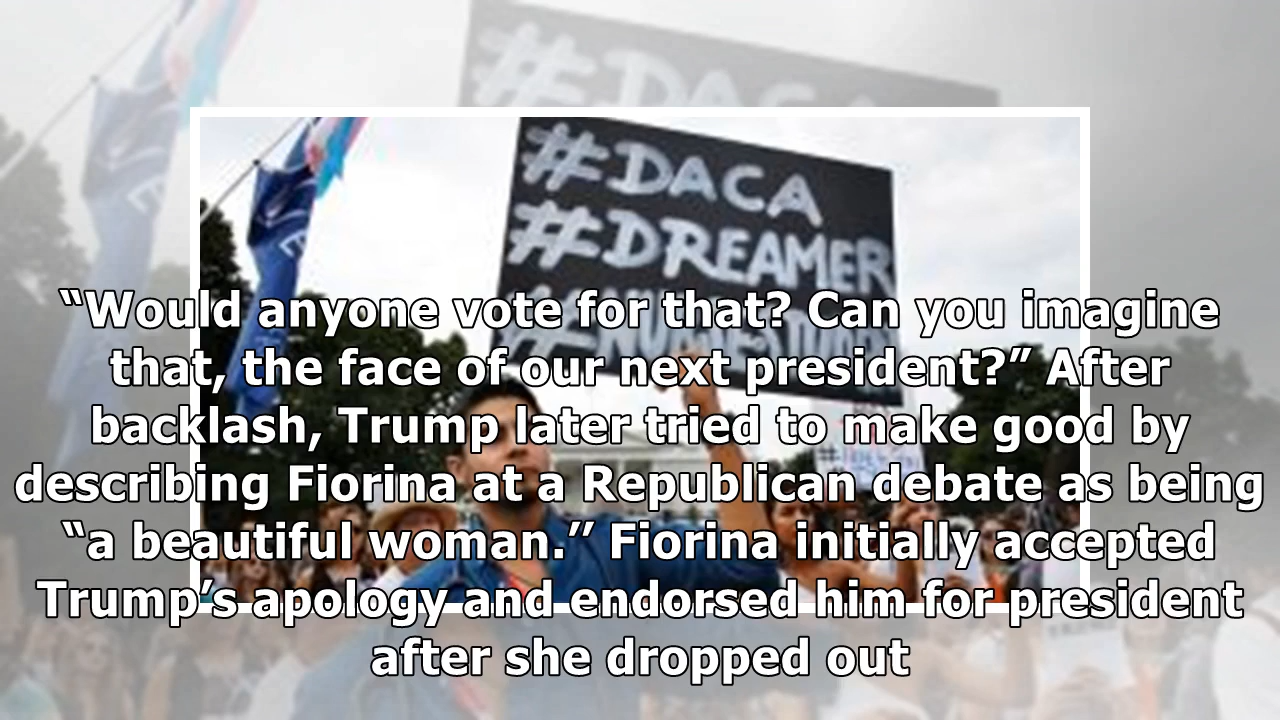 #DACA
#DACA
#DREAMER
“Would anyone vote for that? Can you imagine
that, the face of our next president?” After
backlash, Trump later tried to make good by
describing Fiorina at a Republican debate as being
“a beautiful woman.’’ Fiorina initially accepted
Trump’s apology and endorsed him for president
after she dropped out